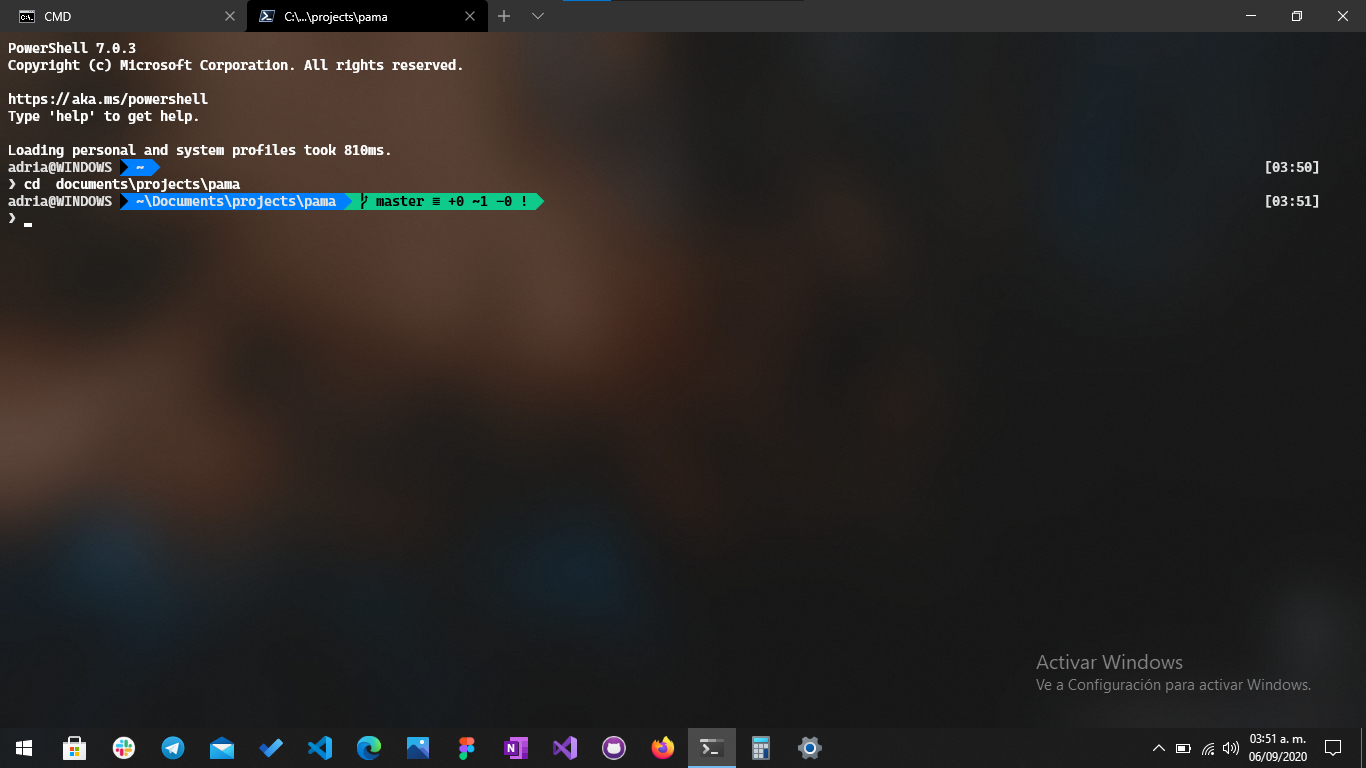 CMD
C:\...\projects\pama
PowerShell 7.0.3
Copyright (c) Microsoft Corporation. All rights reserved.
https://aka.ms/powershell
Type 'help' to get help.
Loading personal and system profiles took 810ms.
adria@WINDOWS ~ [03:50]
❯ cd  documents\projects\pama
adria@WINDOWS ~\Documents\projects\pama master ≡ +0 ~1 -0 ! [03:51]
❯
Activar Windows
Ve a Configuración para activar Windows.
03:51 a. m.
06/09/2020